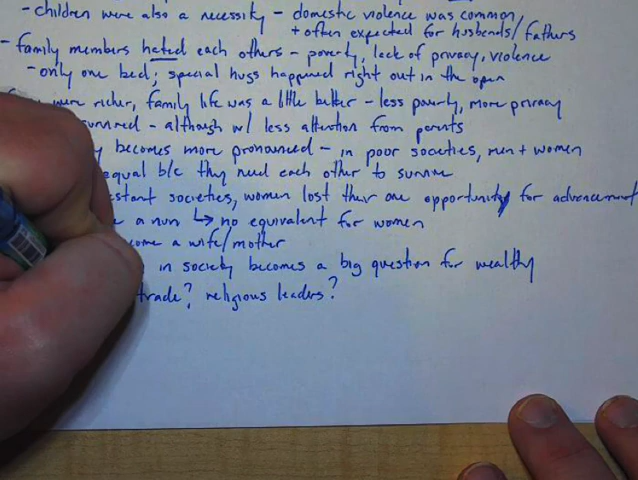 - children were also a necessity - domestic violence was common
+ often expected for husbands/fathers
- family members hated each others - poverty, lack of privacy, violence
- only one bed; special hugs happened right out in the open
were richer, family life was a little better - less poverty, more privacy
survived - although w/ less attention from parents
becomes more pronounced - in poor societies, men + women
equal b/c they need each other to survive
societies, women lost their one opportunity for advancement
a nun ↳ no equivalent for women
a wife/mother
in society becomes a big question for wealthy
trade? religious leaders?